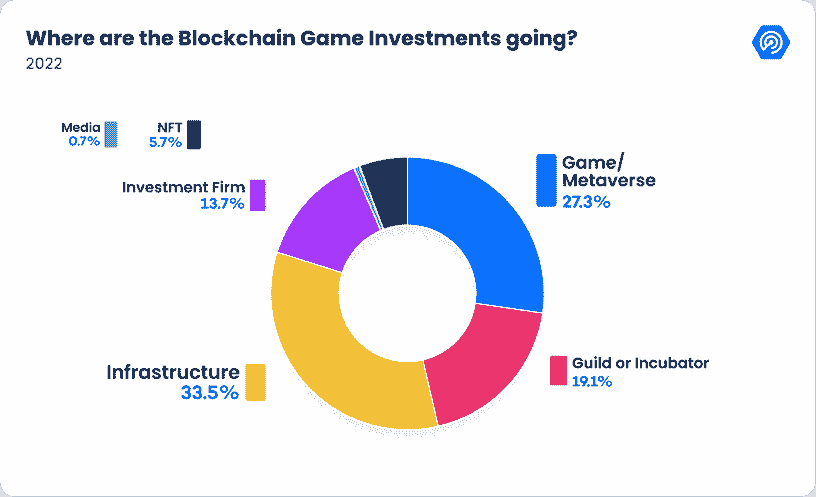 Where are the Blockchain Game Investments going?
2022
Media
0.7%
NFT
5.7%
Investment Firm
13.7%
Game/
Metaverse
27.3%
Infrastructure
33.5%
Guild or Incubator
19.1%